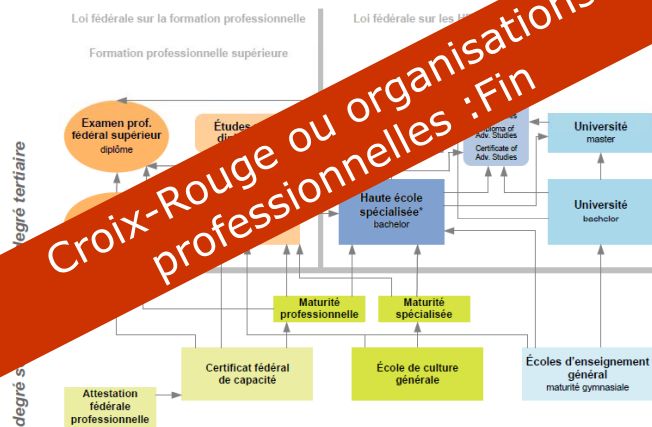 Loi fédérale sur la formation professionnelle
Loi fédérale sur les
Formation professionnelle supérieure
Croix-Rouge ou organisations
professionnelles :Fin
degré tertiaire
Examen prof.
fédéral supérieur
diplôme
Études
Diploma of
Adv. Studies
Certificate of
Adv. Studies
Université
master
Haute école
spécialisée*
bachelor
Université
bachelor
Maturité
professionnelle
Maturité
spécialisée
degré
Certificat fédéral
de capacité
École de culture
générale
Écoles d'enseignement
général
maturité gymnasiale
Attestation
fédérale
professionnelle